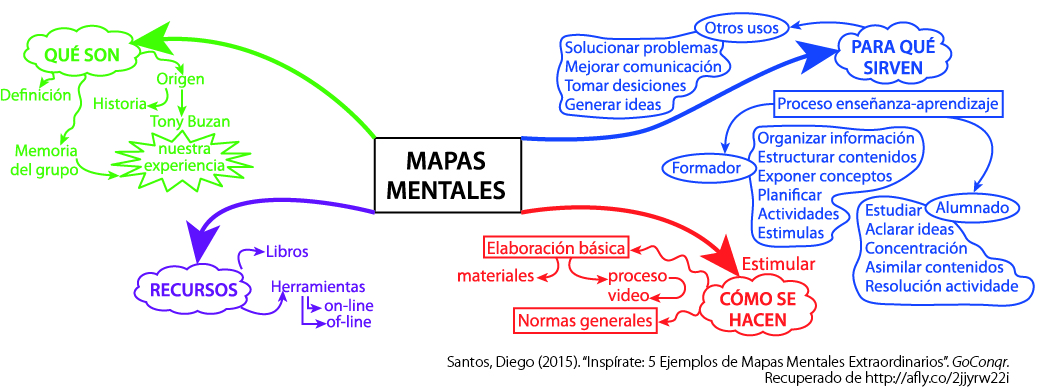 MAPAS
MENTALES
QUÉ SON
Definición
Origen
Historia
Tony Buzan
Memoria
del grupo
nuestra
experiencia
PARA QUÉ
SIRVEN
Otros usos
Solucionar problemas
Mejorar comunicación
Tomar desiciones
Generar ideas
Proceso enseñanza-aprendizaje
Formador
Organizar información
Estructurar contenidos
Exponer conceptos
Planificar
Actividades
Estimulas
Alumnado
Estudiar
Aclarar ideas
Concentración
Asimilar contenidos
Resolución actividade
RECURSOS
Libros
Herramientas
on-line
of-line
CÓMO SE
HACEN
Estimular
Elaboración básica
materiales
proceso
video
Normas generales
Santos, Diego (2015). “Inspírate: 5 Ejemplos de Mapas Mentales Extraordinarios”. GoConqr.
Recuperado de http://afly.co/2jjyrw22i